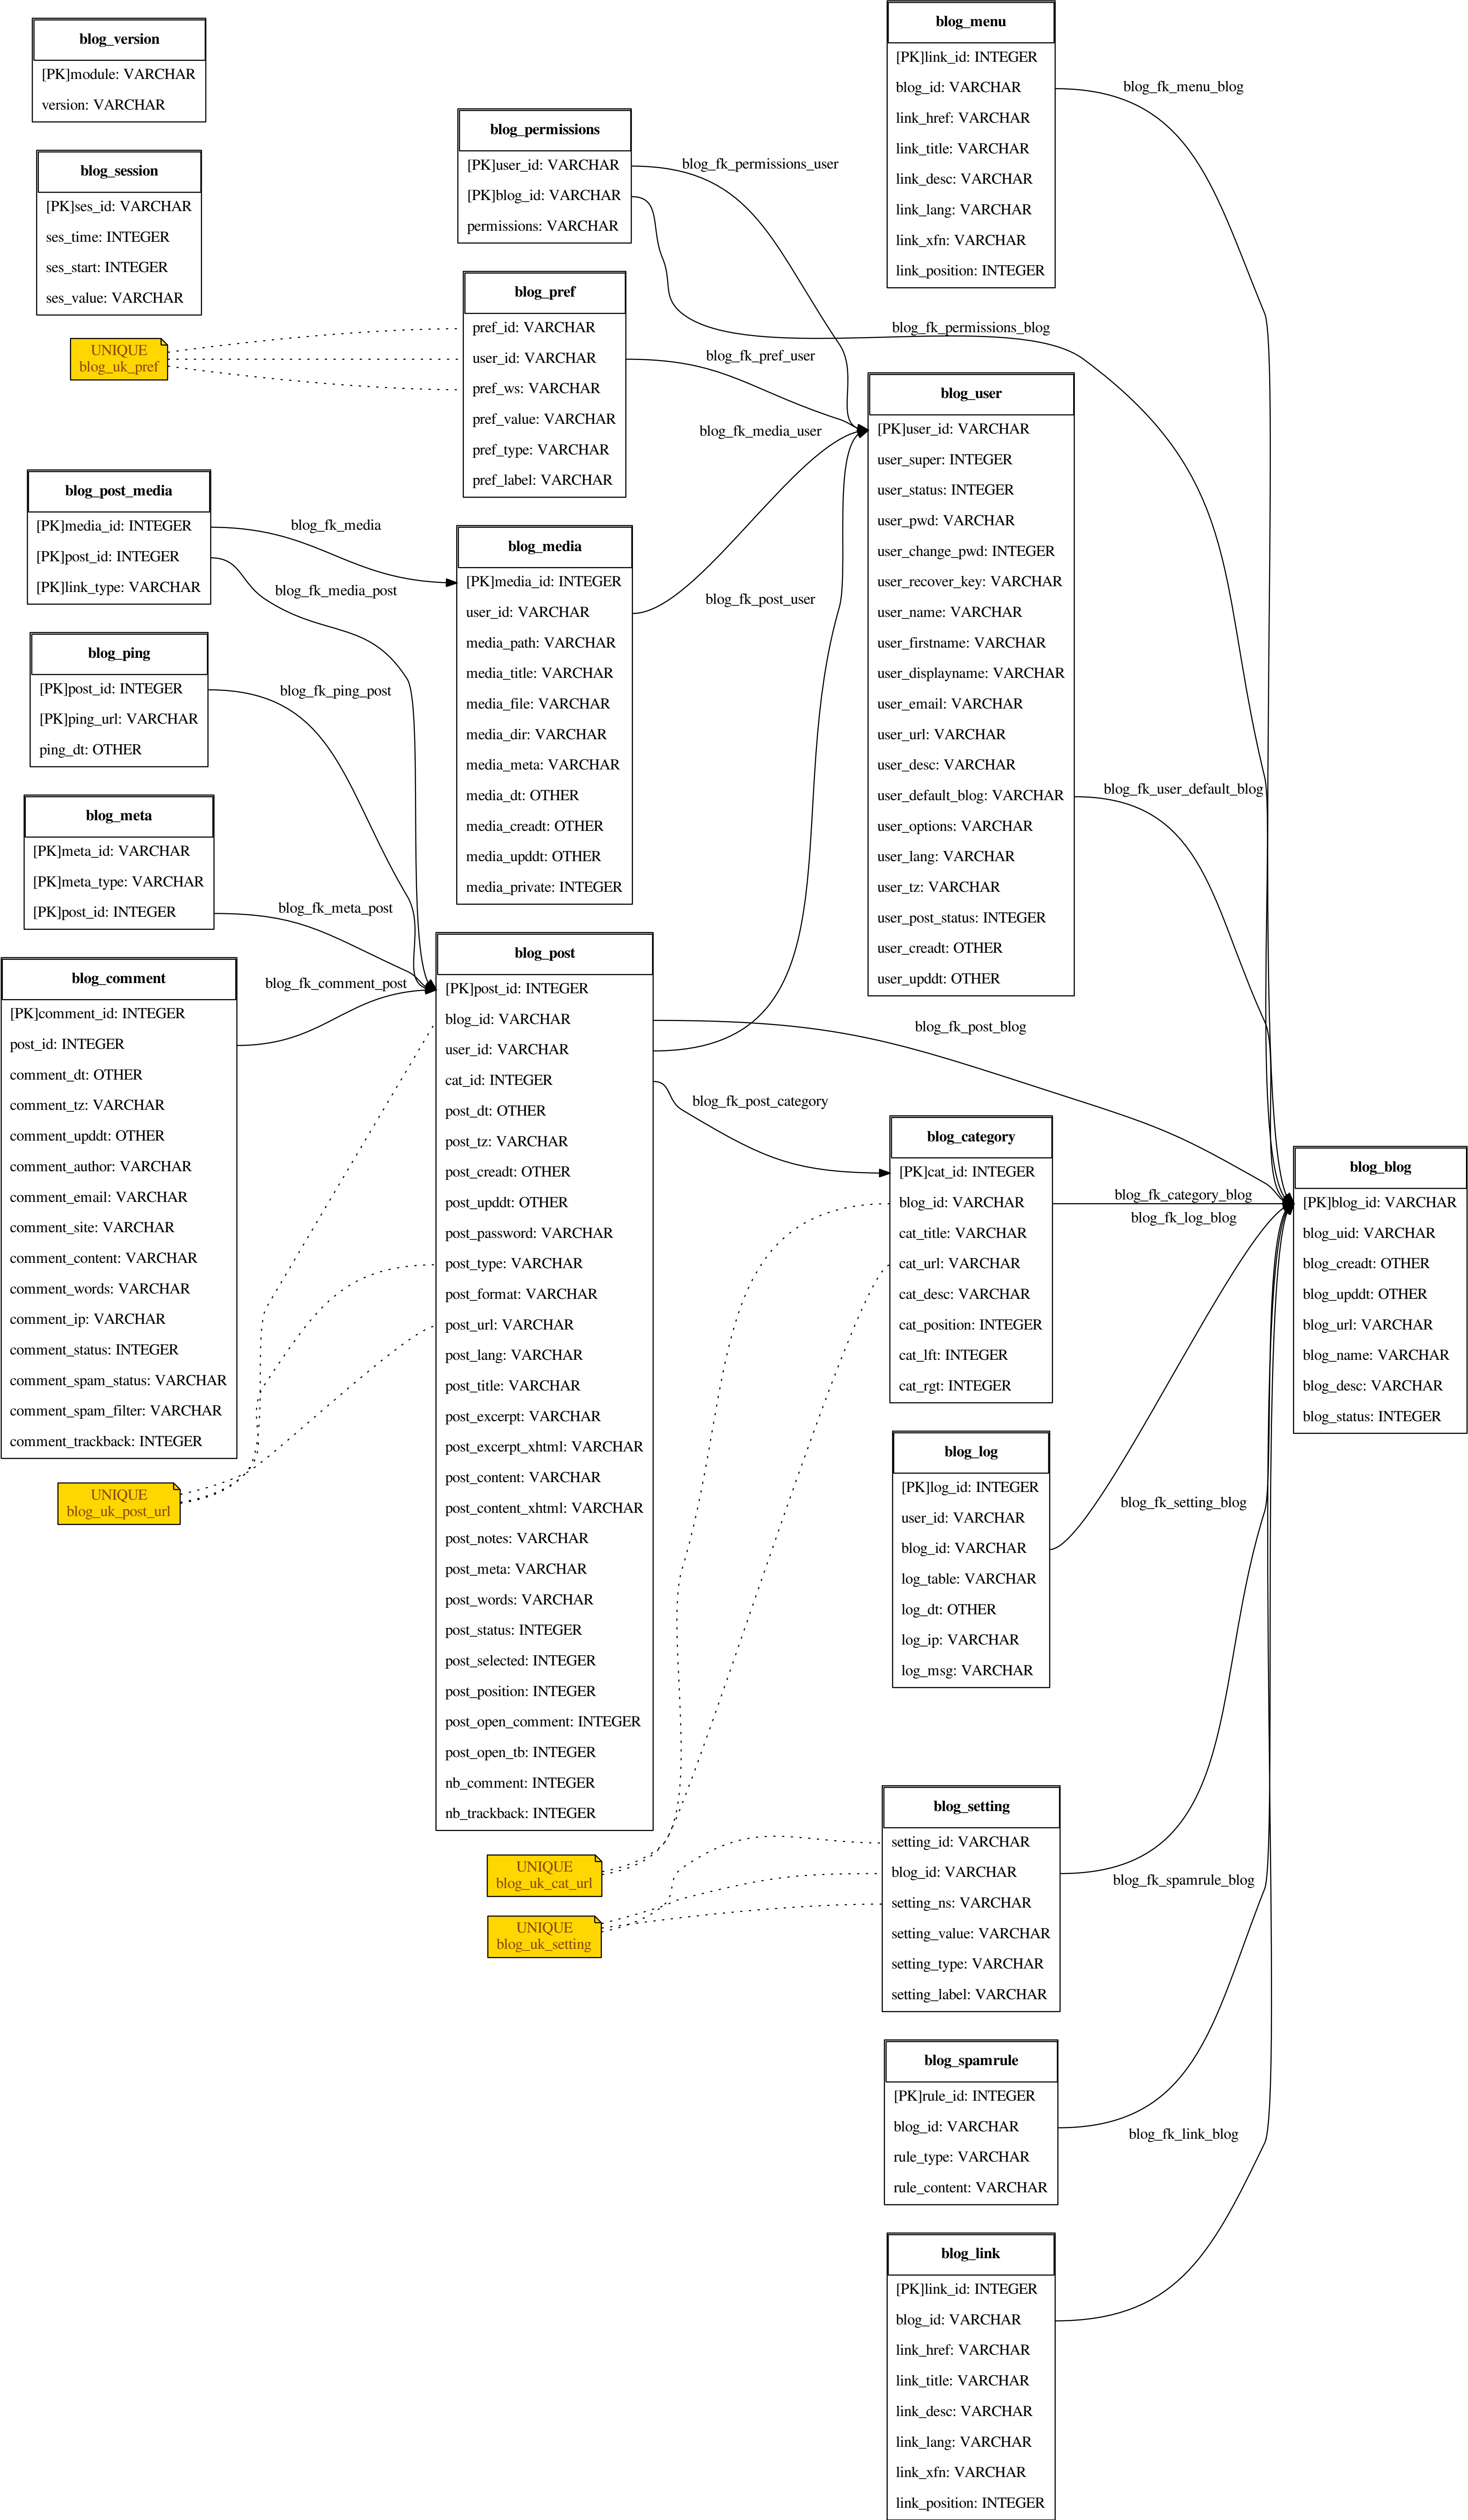 blog_version
[PK]module: VARCHAR
version: VARCHAR
blog_session
[PK]ses_id: VARCHAR
ses_time: INTEGER
ses_start: INTEGER
ses_value: VARCHAR
UNIQUE
blog_uk_pref
blog_post_media
[PK]media_id: INTEGER
[PK]post_id: INTEGER
[PK]link_type: VARCHAR
blog_ping
[PK]post_id: INTEGER
[PK]ping_url: VARCHAR
ping_dt: OTHER
blog_meta
[PK]meta_id: VARCHAR
[PK]meta_type: VARCHAR
[PK]post_id: INTEGER
blog_comment
[PK]comment_id: INTEGER
post_id: INTEGER
comment_dt: OTHER
comment_tz: VARCHAR
comment_upddt: OTHER
comment_author: VARCHAR
comment_email: VARCHAR
comment_site: VARCHAR
comment_content: VARCHAR
comment_words: VARCHAR
comment_ip: VARCHAR
comment_status: INTEGER
comment_spam_status: VARCHAR
comment_spam_filter: VARCHAR
comment_trackback: INTEGER
UNIQUE
blog_uk_post_url
blog_fk_media
blog_fk_media_post
blog_fk_ping_post
blog_fk_meta_post
blog_fk_comment_post
blog_permissions
[PK]user_id: VARCHAR
[PK]blog_id: VARCHAR
permissions: VARCHAR
blog_pref
pref_id: VARCHAR
user_id: VARCHAR
pref_ws: VARCHAR
pref_value: VARCHAR
pref_type: VARCHAR
pref_label: VARCHAR
blog_media
[PK]media_id: INTEGER
user_id: VARCHAR
media_path: VARCHAR
media_title: VARCHAR
media_file: VARCHAR
media_dir: VARCHAR
media_meta: VARCHAR
media_dt: OTHER
media_creadt: OTHER
media_upddt: OTHER
media_private: INTEGER
blog_post
[PK]post_id: INTEGER
blog_id: VARCHAR
user_id: VARCHAR
cat_id: INTEGER
post_dt: OTHER
post_tz: VARCHAR
post_creadt: OTHER
post_upddt: OTHER
post_password: VARCHAR
post_type: VARCHAR
post_format: VARCHAR
post_url: VARCHAR
post_lang: VARCHAR
post_title: VARCHAR
post_excerpt: VARCHAR
post_excerpt_xhtml: VARCHAR
post_content: VARCHAR
post_content_xhtml: VARCHAR
post_notes: VARCHAR
post_meta: VARCHAR
post_words: VARCHAR
post_status: INTEGER
post_selected: INTEGER
post_position: INTEGER
post_open_comment: INTEGER
post_open_tb: INTEGER
nb_comment: INTEGER
nb_trackback: INTEGER
UNIQUE
blog_uk_cat_url
UNIQUE
blog_uk_setting
blog_fk_permissions_user
blog_fk_permissions_blog
blog_fk_pref_user
blog_fk_media_user
blog_fk_post_user
blog_fk_post_blog
blog_fk_post_category
blog_menu
[PK]link_id: INTEGER
blog_id: VARCHAR
link_href: VARCHAR
link_title: VARCHAR
link_desc: VARCHAR
link_lang: VARCHAR
link_xfn: VARCHAR
link_position: INTEGER
blog_user
[PK]user_id: VARCHAR
user_super: INTEGER
user_status: INTEGER
user_pwd: VARCHAR
user_change_pwd: INTEGER
user_recover_key: VARCHAR
user_name: VARCHAR
user_firstname: VARCHAR
user_displayname: VARCHAR
user_email: VARCHAR
user_url: VARCHAR
user_desc: VARCHAR
user_default_blog: VARCHAR
user_options: VARCHAR
user_lang: VARCHAR
user_tz: VARCHAR
user_post_status: INTEGER
user_creadt: OTHER
user_upddt: OTHER
blog_category
[PK]cat_id: INTEGER
blog_id: VARCHAR
cat_title: VARCHAR
cat_url: VARCHAR
cat_desc: VARCHAR
cat_position: INTEGER
cat_lft: INTEGER
cat_rgt: INTEGER
blog_log
[PK]log_id: INTEGER
user_id: VARCHAR
blog_id: VARCHAR
log_table: VARCHAR
log_dt: OTHER
log_ip: VARCHAR
log_msg: VARCHAR
blog_setting
setting_id: VARCHAR
blog_id: VARCHAR
setting_ns: VARCHAR
setting_value: VARCHAR
setting_type: VARCHAR
setting_label: VARCHAR
blog_spamrule
[PK]rule_id: INTEGER
blog_id: VARCHAR
rule_type: VARCHAR
rule_content: VARCHAR
blog_link
[PK]link_id: INTEGER
blog_id: VARCHAR
link_href: VARCHAR
link_title: VARCHAR
link_desc: VARCHAR
link_lang: VARCHAR
link_xfn: VARCHAR
link_position: INTEGER
blog_fk_menu_blog
blog_fk_user_default_blog
blog_fk_category_blog
blog_fk_log_blog
blog_fk_setting_blog
blog_fk_spamrule_blog
blog_fk_link_blog
blog_blog
[PK]blog_id: VARCHAR
blog_uid: VARCHAR
blog_creadt: OTHER
blog_upddt: OTHER
blog_url: VARCHAR
blog_name: VARCHAR
blog_desc: VARCHAR
blog_status: INTEGER